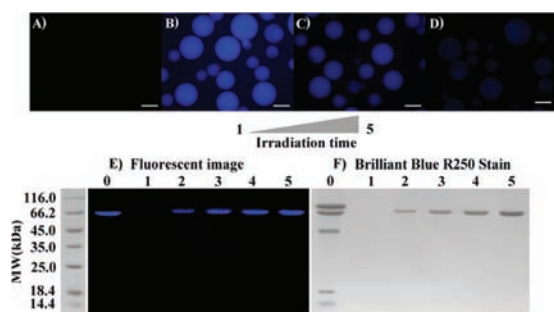 A) B) C) D)
1 5
Irradiation time
E) Fluorescent image F) Brilliant Blue R250 Stain
0 1 2 3 4 5 0 1 2 3 4 5
MW(kDa)
116.0
66.2
45.0
35.0
25.0
18.4
14.4